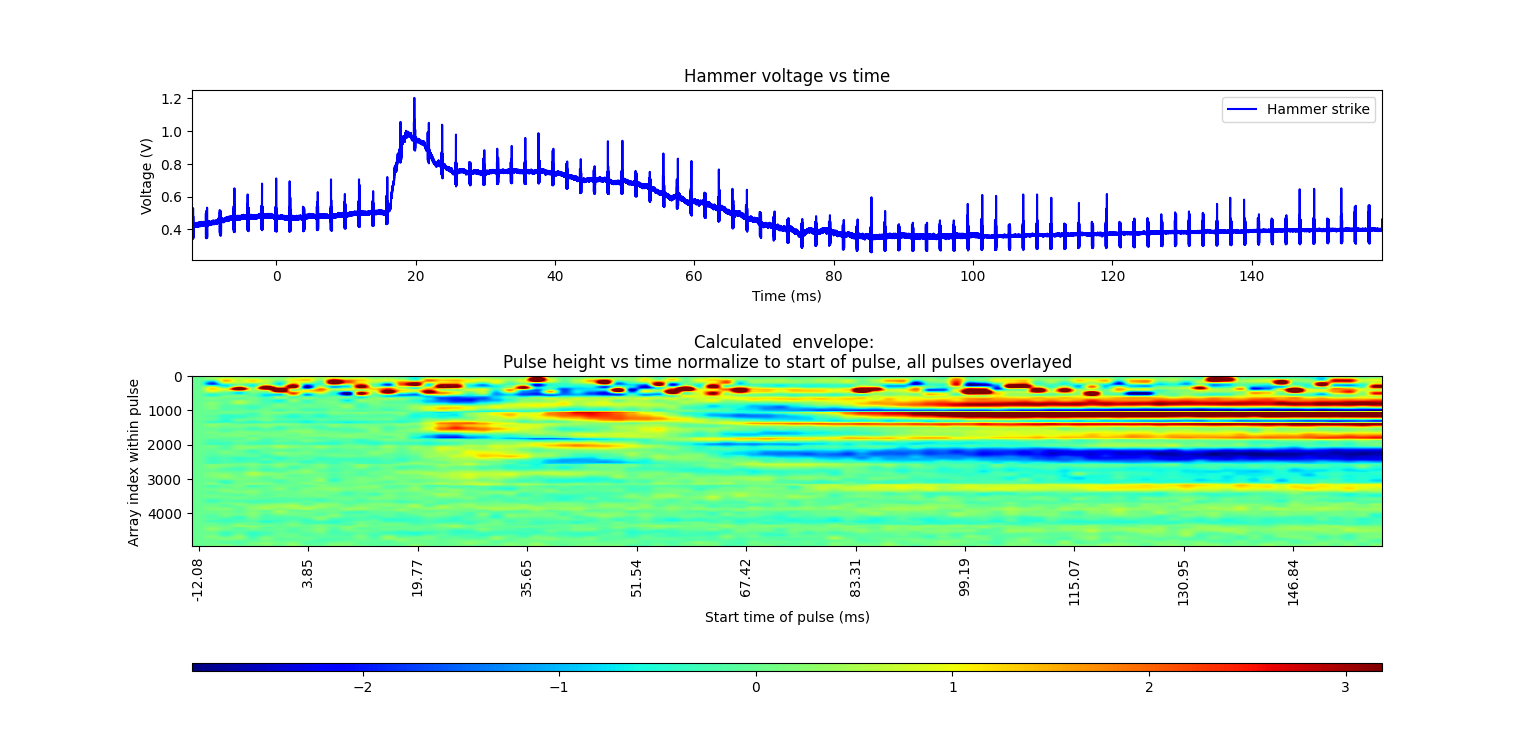 Hammer voltage vs time
1.2
1.0
0.8
0.6
0.4
Voltage (V)
Hammer strike
0 20 40 60 80 100 120 140
Time (ms)
Calculated  envelope:
Pulse height vs time normalize to start of pulse, all pulses overlayed
0
1000
2000
3000
4000
Array index within pulse
-12.08 3.85 19.77 35.65 51.54 67.42 83.31 99.19 115.07 130.95 146.84
Start time of pulse (ms)
−2 −1 0 1 2 3